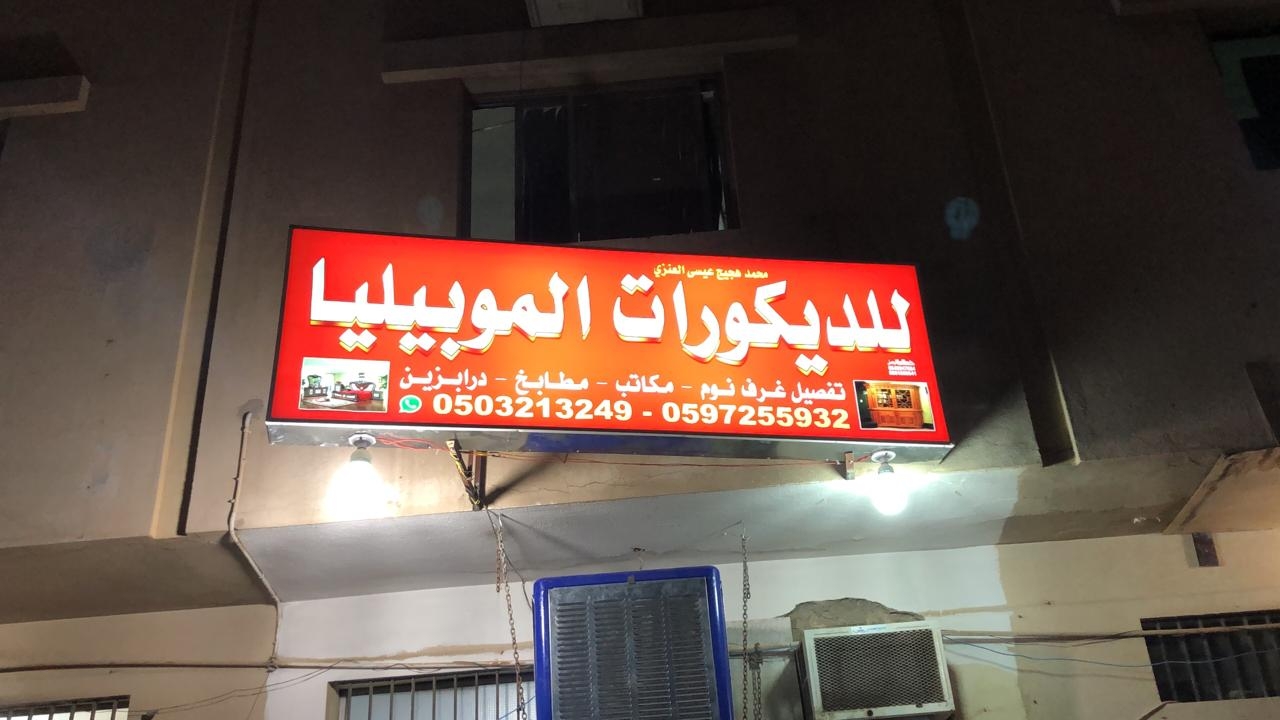 محمد هجيج عيسى العنزي
للديكورات الموبيليا
تفصيل غرف نوم - مكاتب - مطابخ - درابزين
0503213249 - 0597255932